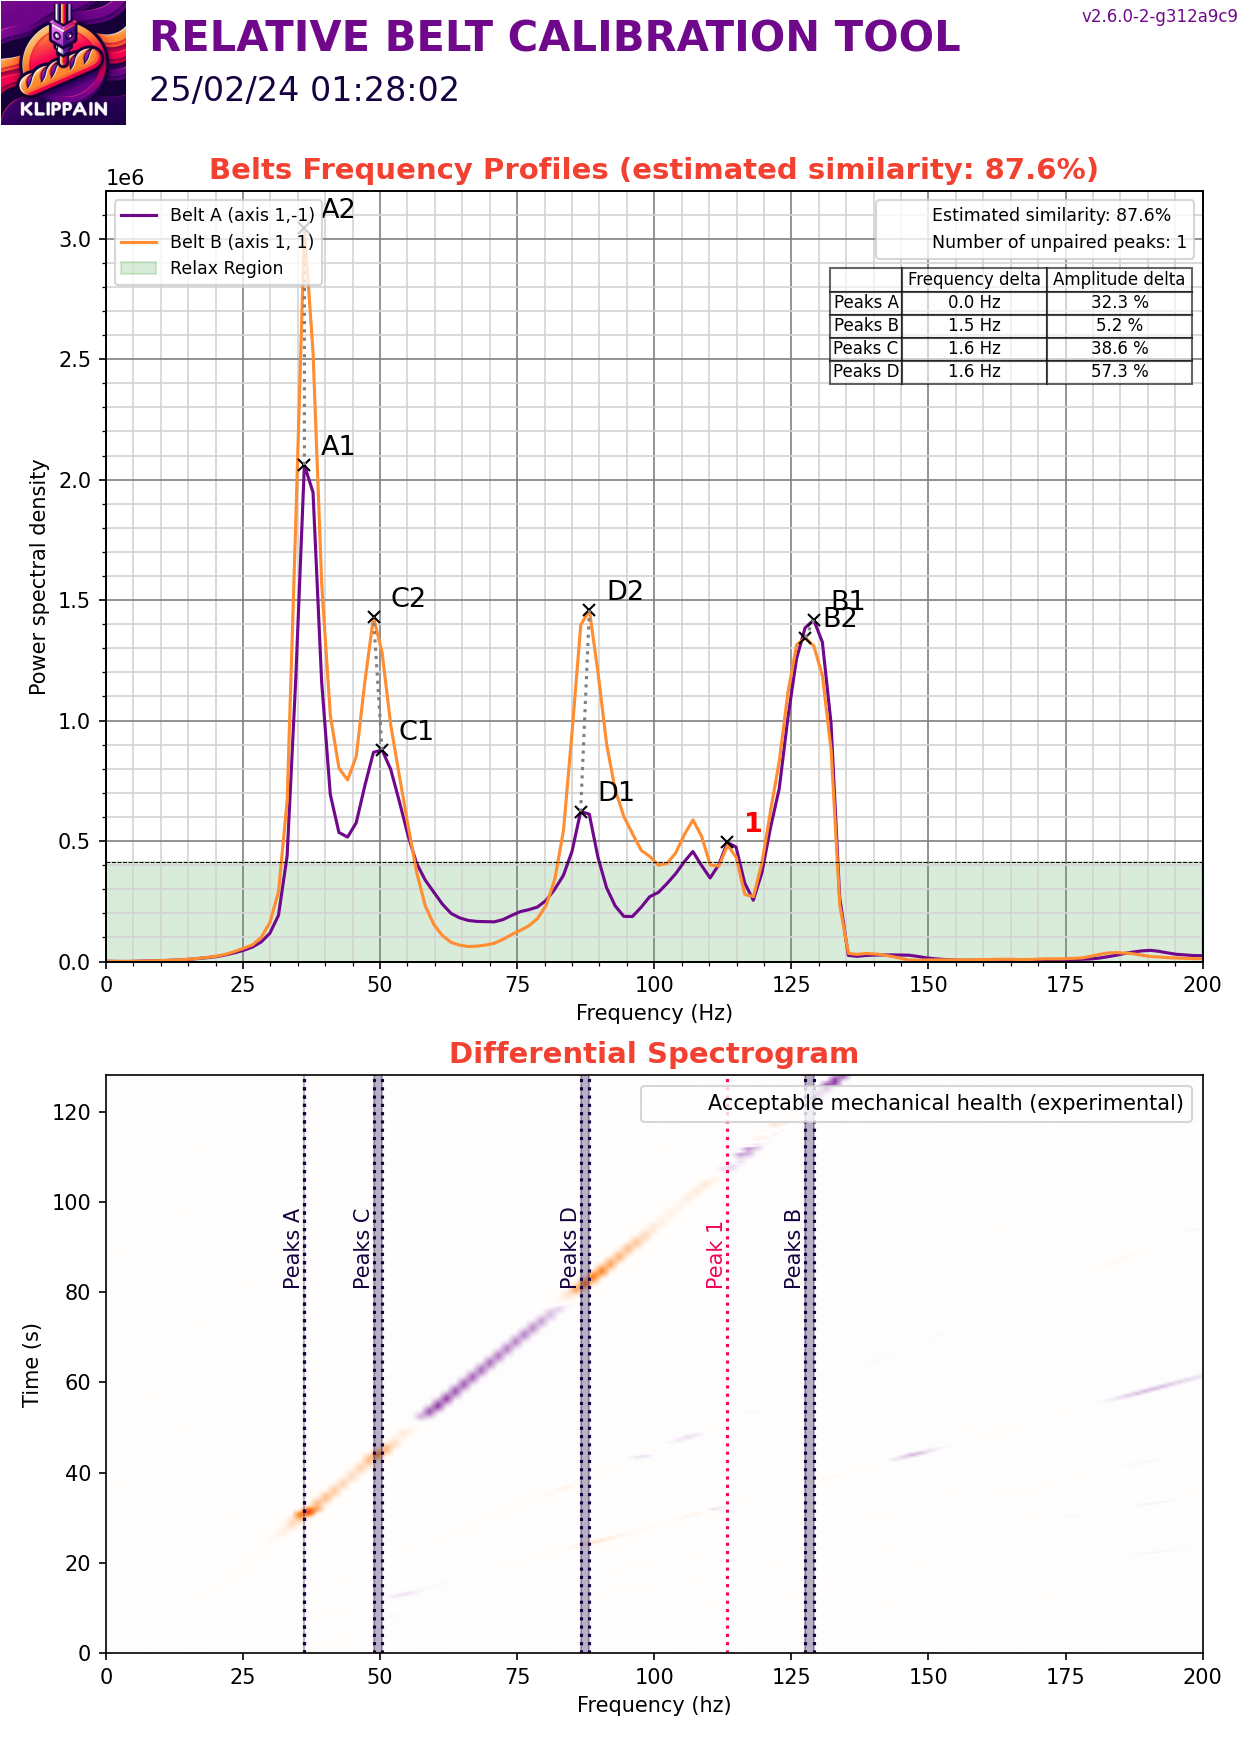 v2.6.0-2-g312a9c9
RELATIVE BELT CALIBRATION TOOL
25/02/24 01:28:02
KLIPPAIN
Belts Frequency Profiles (estimated similarity: 87.6%)
1e6
Belt A (axis 1,-1)
Belt B (axis 1, 1)
Relax Region
Estimated similarity: 87.6%
Number of unpaired peaks: 1
Frequency delta Amplitude delta
Peaks A 0.0 Hz 32.3 %
Peaks B 1.5 Hz 5.2 %
Peaks C 1.6 Hz 38.6 %
Peaks D 1.6 Hz 57.3 %
A2
A1
C2
C1
D2
D1
B1
B2
1
3.0
2.5
2.0
1.5
1.0
0.5
0.0
Power spectral density
0 25 50 75 100 125 150 175 200
Frequency (Hz)
Differential Spectrogram
Acceptable mechanical health (experimental)
Peaks A
Peaks C
Peaks D
Peak 1
Peaks B
120
100
80
60
40
20
0
Time (s)
0 25 50 75 100 125 150 175 200
Frequency (hz)